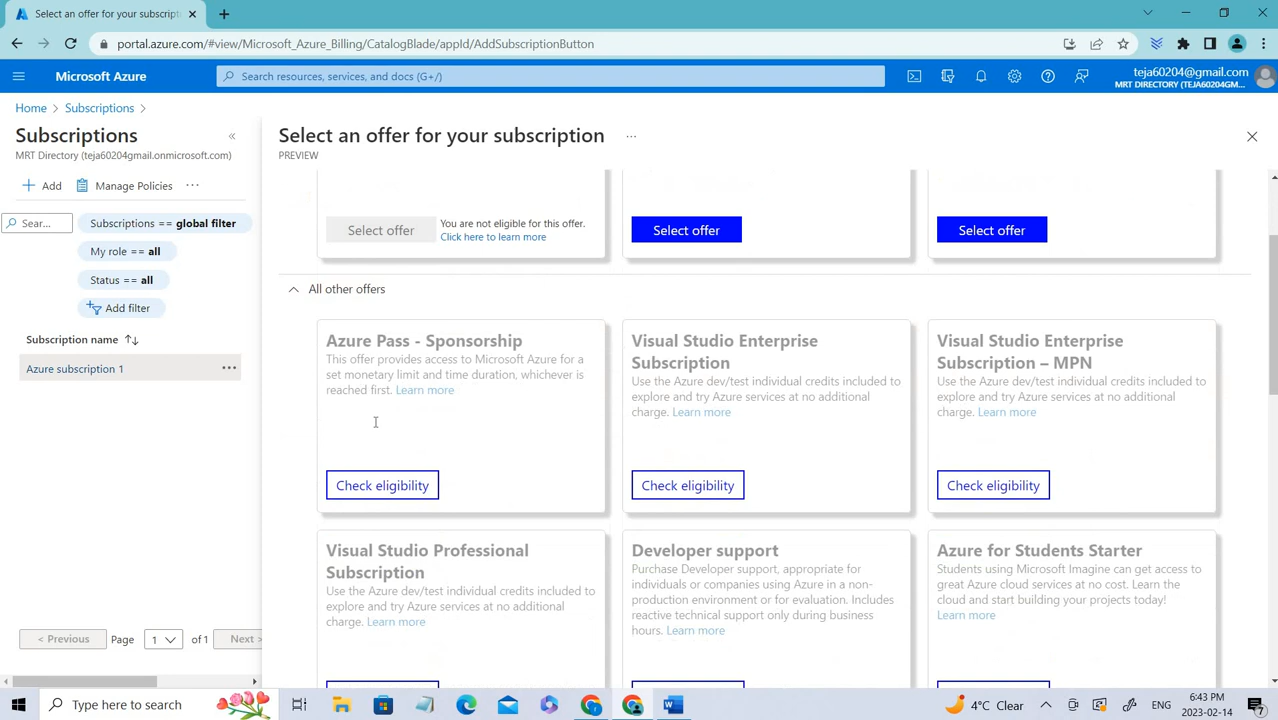 Select an offer for your subscripti
portal.azure.com/#view/Microsoft_Azure_Billing/CatalogBlade/appId/AddSubscriptionButton
Microsoft Azure
Search resources, services, and docs (G+/)
teja60204@gmail.com
MRT DIRECTORY (TEJA60204GM...
Home
Subscriptions
Subscriptions
MRT Directory (teja60204gmail.onmicrosoft.com)
Add
Manage Policies
Sear...
Subscriptions == global filter
My role == all
Status == all
Add filter
Subscription name
Azure subscription 1
< Previous
Page
1
of 1
Next >
Select an offer for your subscription
PREVIEW
Select offer
You are not eligible for this offer.
Click here to learn more
Select offer
Select offer
All other offers
Azure Pass - Sponsorship
This offer provides access to Microsoft Azure for a
set monetary limit and time duration, whichever is
reached first. Learn more
Check eligibility
Visual Studio Enterprise
Subscription
Use the Azure dev/test individual credits included to
explore and try Azure services at no additional
charge. Learn more
Check eligibility
Visual Studio Enterprise
Subscription – MPN
Use the Azure dev/test individual credits included to
explore and try Azure services at no additional
charge. Learn more
Check eligibility
Visual Studio Professional
Subscription
Use the Azure dev/test individual credits included to
explore and try Azure services at no additional
charge. Learn more
Developer support
Purchase Developer support, appropriate for
individuals or companies using Azure in a non-
production environment or for evaluation. Includes
reactive technical support only during business
hours. Learn more
Azure for Students Starter
Students using Microsoft Imagine can get access to
great Azure cloud services at no cost. Learn the
cloud and start building your projects today!
Learn more
Type here to search
4°C Clear
ENG
6:43 PM
2023-02-14
7